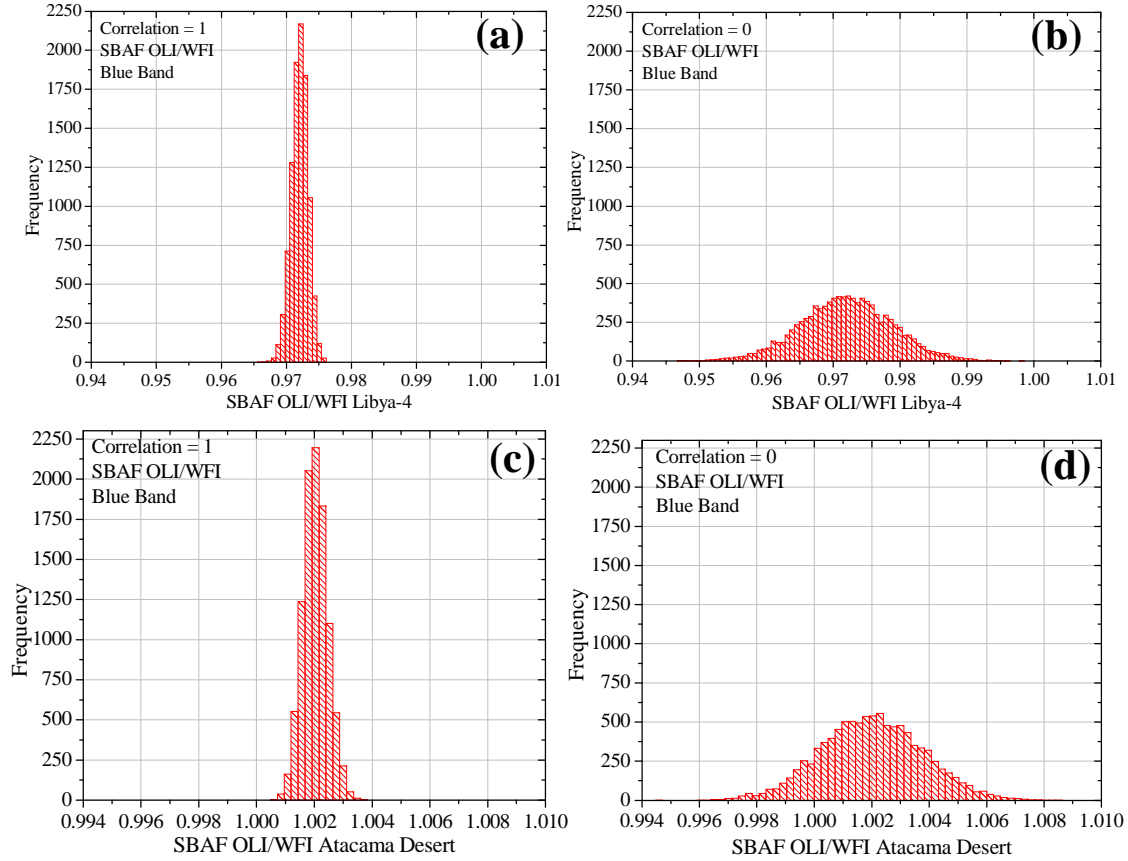 Correlation = 1
SBAF OLI/WFI
Blue Band
(a)
Frequency
2250
2000
1750
1500
1250
1000
750
500
250
0
0.94 0.95 0.96 0.97 0.98 0.99 1.00 1.01
SBAF OLI/WFI Libya-4
Correlation = 0
SBAF OLI/WFI
Blue Band
(b)
Frequency
2250
2000
1750
1500
1250
1000
750
500
250
0
0.94 0.95 0.96 0.97 0.98 0.99 1.00 1.01
SBAF OLI/WFI Libya-4
Correlation = 1
SBAF OLI/WFI
Blue Band
(c)
Frequency
2250
2000
1750
1500
1250
1000
750
500
250
0
0.994 0.996 0.998 1.000 1.002 1.004 1.006 1.008 1.010
SBAF OLI/WFI Atacama Desert
Correlation = 0
SBAF OLI/WFI
Blue Band
(d)
Frequency
2250
2000
1750
1500
1250
1000
750
500
250
0
0.994 0.996 0.998 1.000 1.002 1.004 1.006 1.008 1.010
SBAF OLI/WFI Atacama Desert